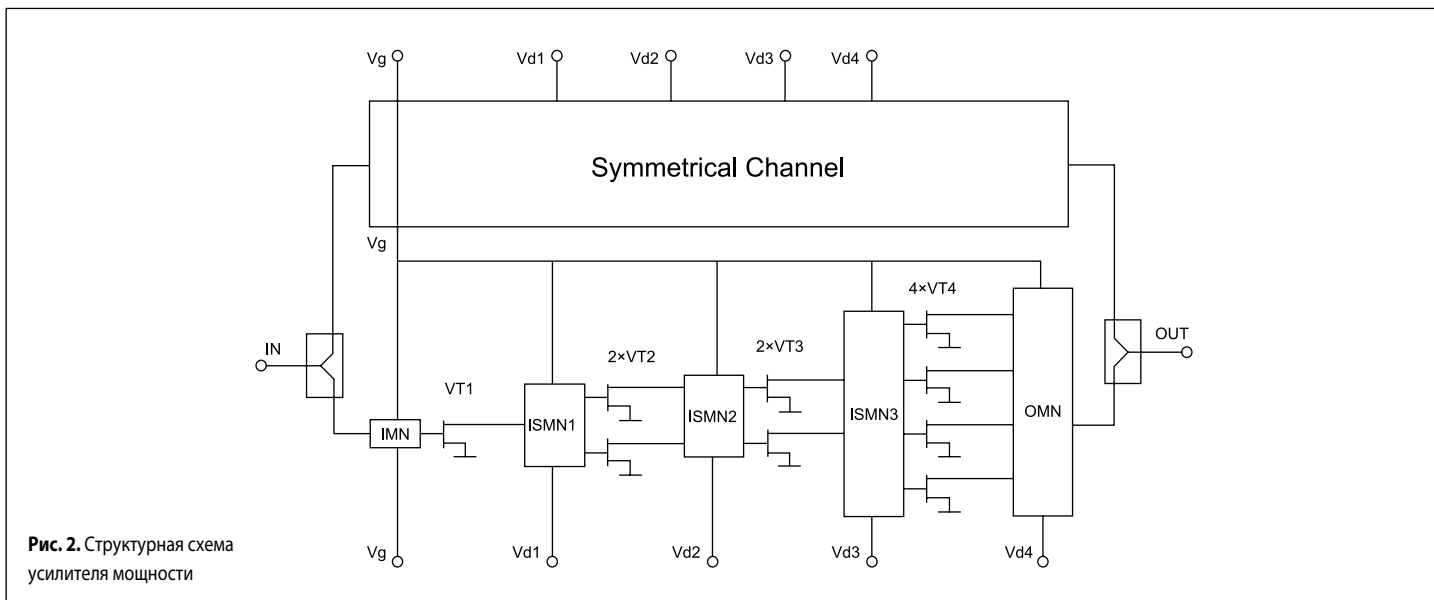 Vg
Vd1
Vd2
Vd3
Vd4
Symmetrical Channel
Vg
4×VT4
IN
OUT
2×VT2
2×VT3
VT1
IMN
ISMN1
ISMN2
ISMN3
OMN
Vg
Vd1
Vd2
Vd3
Vd4
Рис. 2. Структурная схема
усилителя мощности